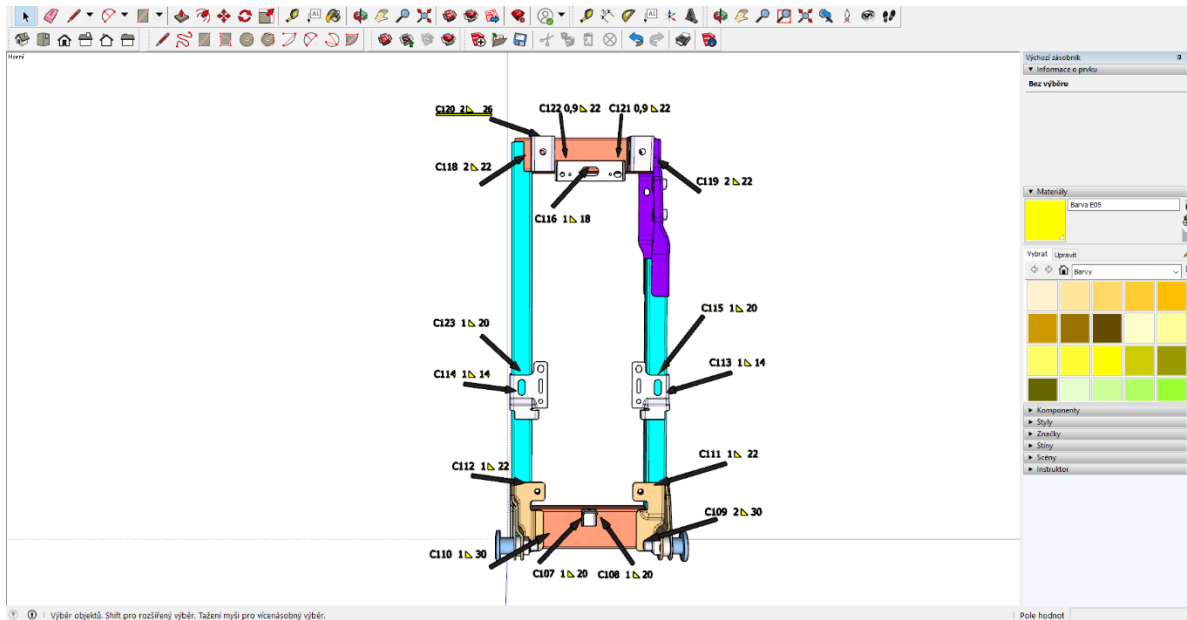 Horní
C120 2 26
C122 0,9 22
C121 0,9 22
C118 2 22
C119 2 22
C116 1 18
C123 1 20
C115 1 20
C114 1 14
C113 1 14
C112 1 22
C111 1 22
C109 2 30
C110 1 30
C107 1 20
C108 1 20
Výchozí zásobník
Informace o prvku
Bez výběru
Materiály
Barva E05
Vybrat Upravit
Barvy
Komponenty
Styly
Značky
Stíny
Scény
Instruktor
Výběr objektů. Shift pro rozšířený výběr. Tažení myši pro vícenásobný výběr.
Pole hodnot